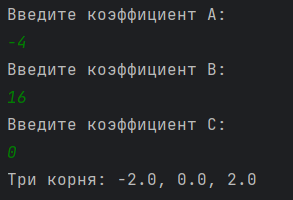 Введите коэффициент A:
-4
Введите коэффициент B:
16
Введите коэффициент C:
0
Три корня: -2.0, 0.0, 2.0